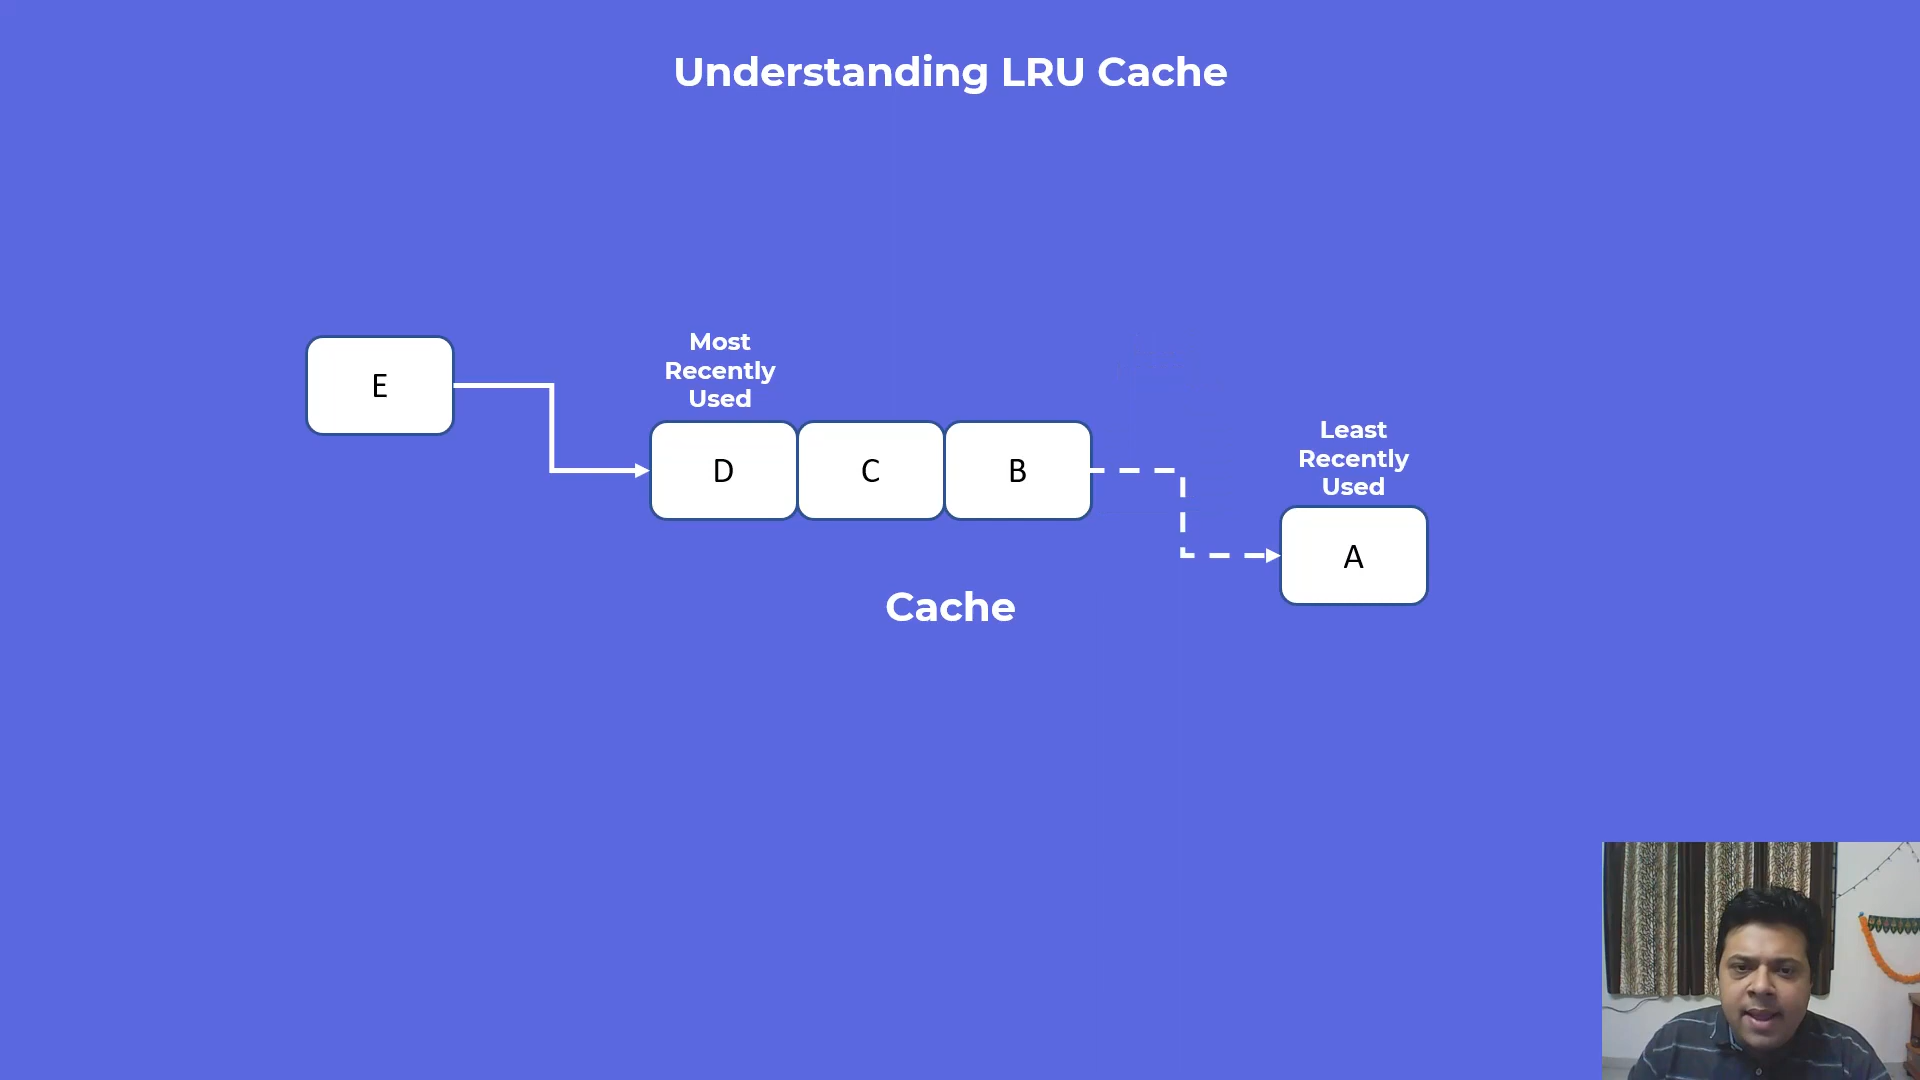 Understanding LRU Cache
E
Most
Recently
Used
D
C
B
Least
Recently
Used
A
Cache